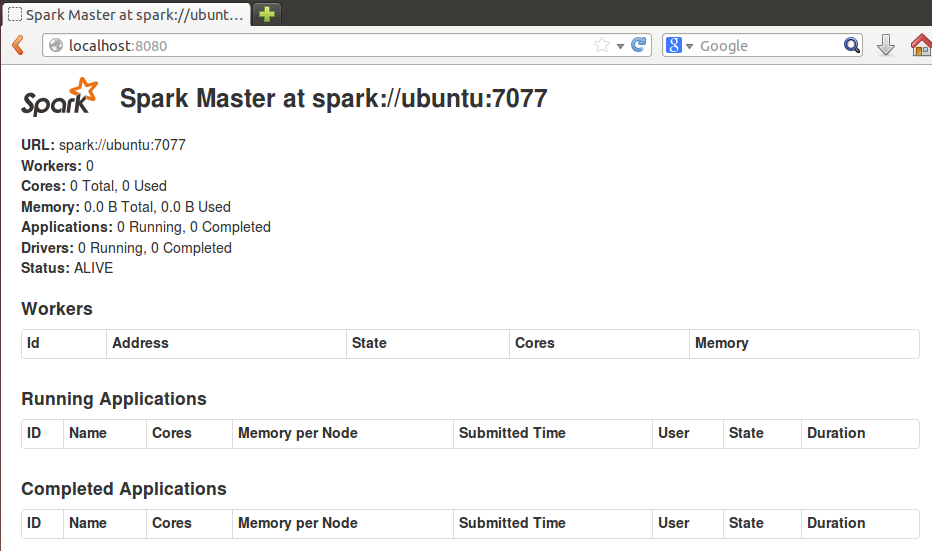 Spark Master at spark://ubunt...
localhost:8080
Google
Spark
Spark Master at spark://ubuntu:7077
URL: spark://ubuntu:7077
Workers: 0
Cores: 0 Total, 0 Used
Memory: 0.0 B Total, 0.0 B Used
Applications: 0 Running, 0 Completed
Drivers: 0 Running, 0 Completed
Status: ALIVE
Workers
Id Address State Cores Memory
Running Applications
ID Name Cores Memory per Node Submitted Time User State Duration
Completed Applications
ID Name Cores Memory per Node Submitted Time User State Duration